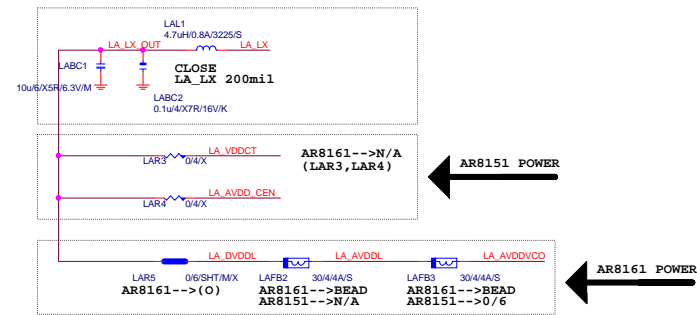 LAL1
4.7uH/0.8A/3225/S
LA_LX_OUT
LA_LX
LABC1
10u/6/X5R/6.3V/M
CLOSE
LA_LX 200mil
LABC2
0.1u/4/X7R/16V/K
LA_VDDCT
LAR3
0/4/X
AR8161-->N/A
(LAR3,LAR4)
AR8151 POWER
LA_AVDD_CEN
LAR4
0/4/X
LA_DVDDL
LA_AVDDL
LA_AVDDVCO
LAR5
0/6/SHT/M/X
LAFB2
30/4/4A/S
LAFB3
30/4/4A/S
AR8161-->(O)
AR8161-->BEAD
AR8151-->N/A
AR8161-->BEAD
AR8151-->0/6
AR8161 POWER